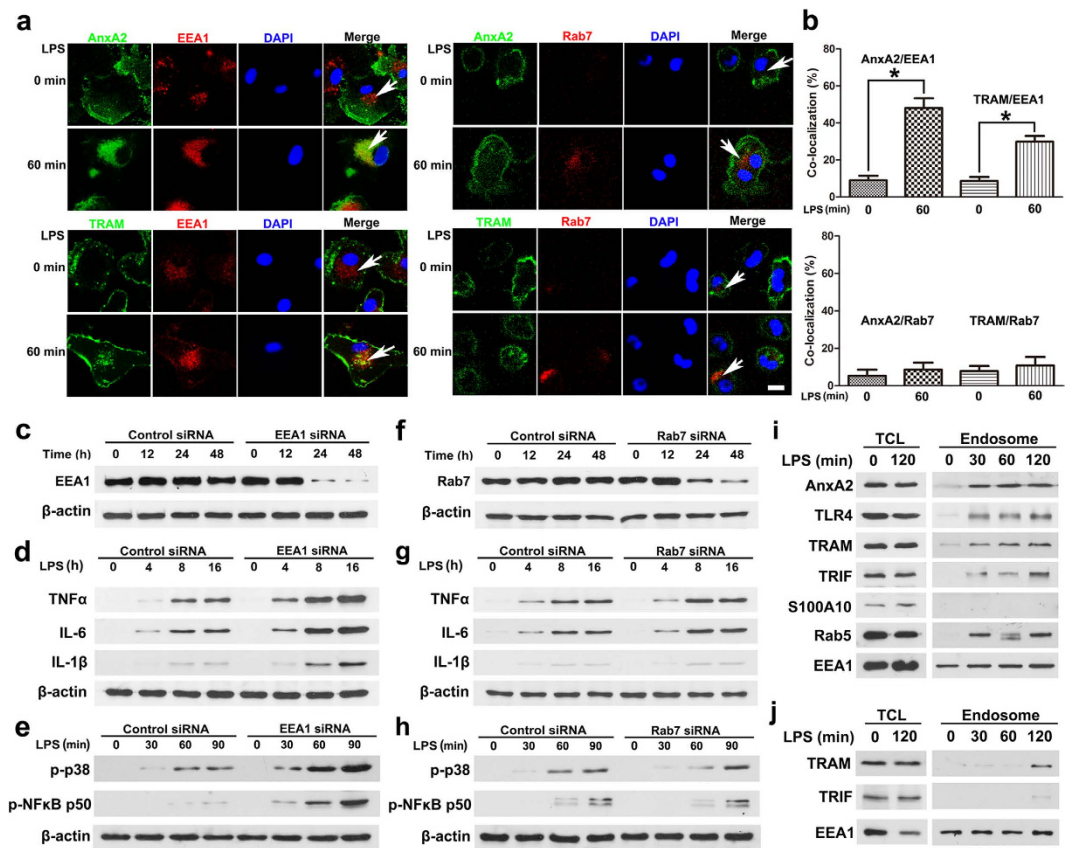 a
LPS AnxA2 EEA1 DAPI Merge
0 min
60 min
TRAM EEA1 DAPI Merge
LPS
0 min
60 min
LPS AnxA2 Rab7 DAPI Merge
0 min
60 min
TRAM Rab7 DAPI Merge
LPS
0 min
60 min
b
Co-localization (%)
80
60
40
20
0
AnxA2/EEA1
*
TRAM/EEA1
*
LPS (min) 0 60 0 60
Co-localization (%)
80
60
40
20
0
AnxA2/Rab7 TRAM/Rab7
LPS (min) 0 60 0 60
c
Control siRNA EEA1 siRNA
Time (h) 0 12 24 48 0 12 24 48
EEA1
β-actin
d
Control siRNA EEA1 siRNA
LPS (h) 0 4 8 16 0 4 8 16
TNFα
IL-6
IL-1β
β-actin
e
Control siRNA EEA1 siRNA
LPS (min) 0 30 60 90 0 30 60 90
p-p38
p-NFκB p50
β-actin
f
Control siRNA Rab7 siRNA
Time (h) 0 12 24 48 0 12 24 48
Rab7
β-actin
g
Control siRNA Rab7 siRNA
LPS (h) 0 4 8 16 0 4 8 16
TNFα
IL-6
IL-1β
β-actin
h
Control siRNA Rab7 siRNA
LPS (min) 0 30 60 90 0 30 60 90
p-p38
p-NFκB p50
β-actin
i
TCL Endosome
LPS (min) 0 120 0 30 60 120
AnxA2
TLR4
TRAM
TRIF
S100A10
Rab5
EEA1
j
TCL Endosome
LPS (min) 0 120 0 30 60 120
TRAM
TRIF
EEA1